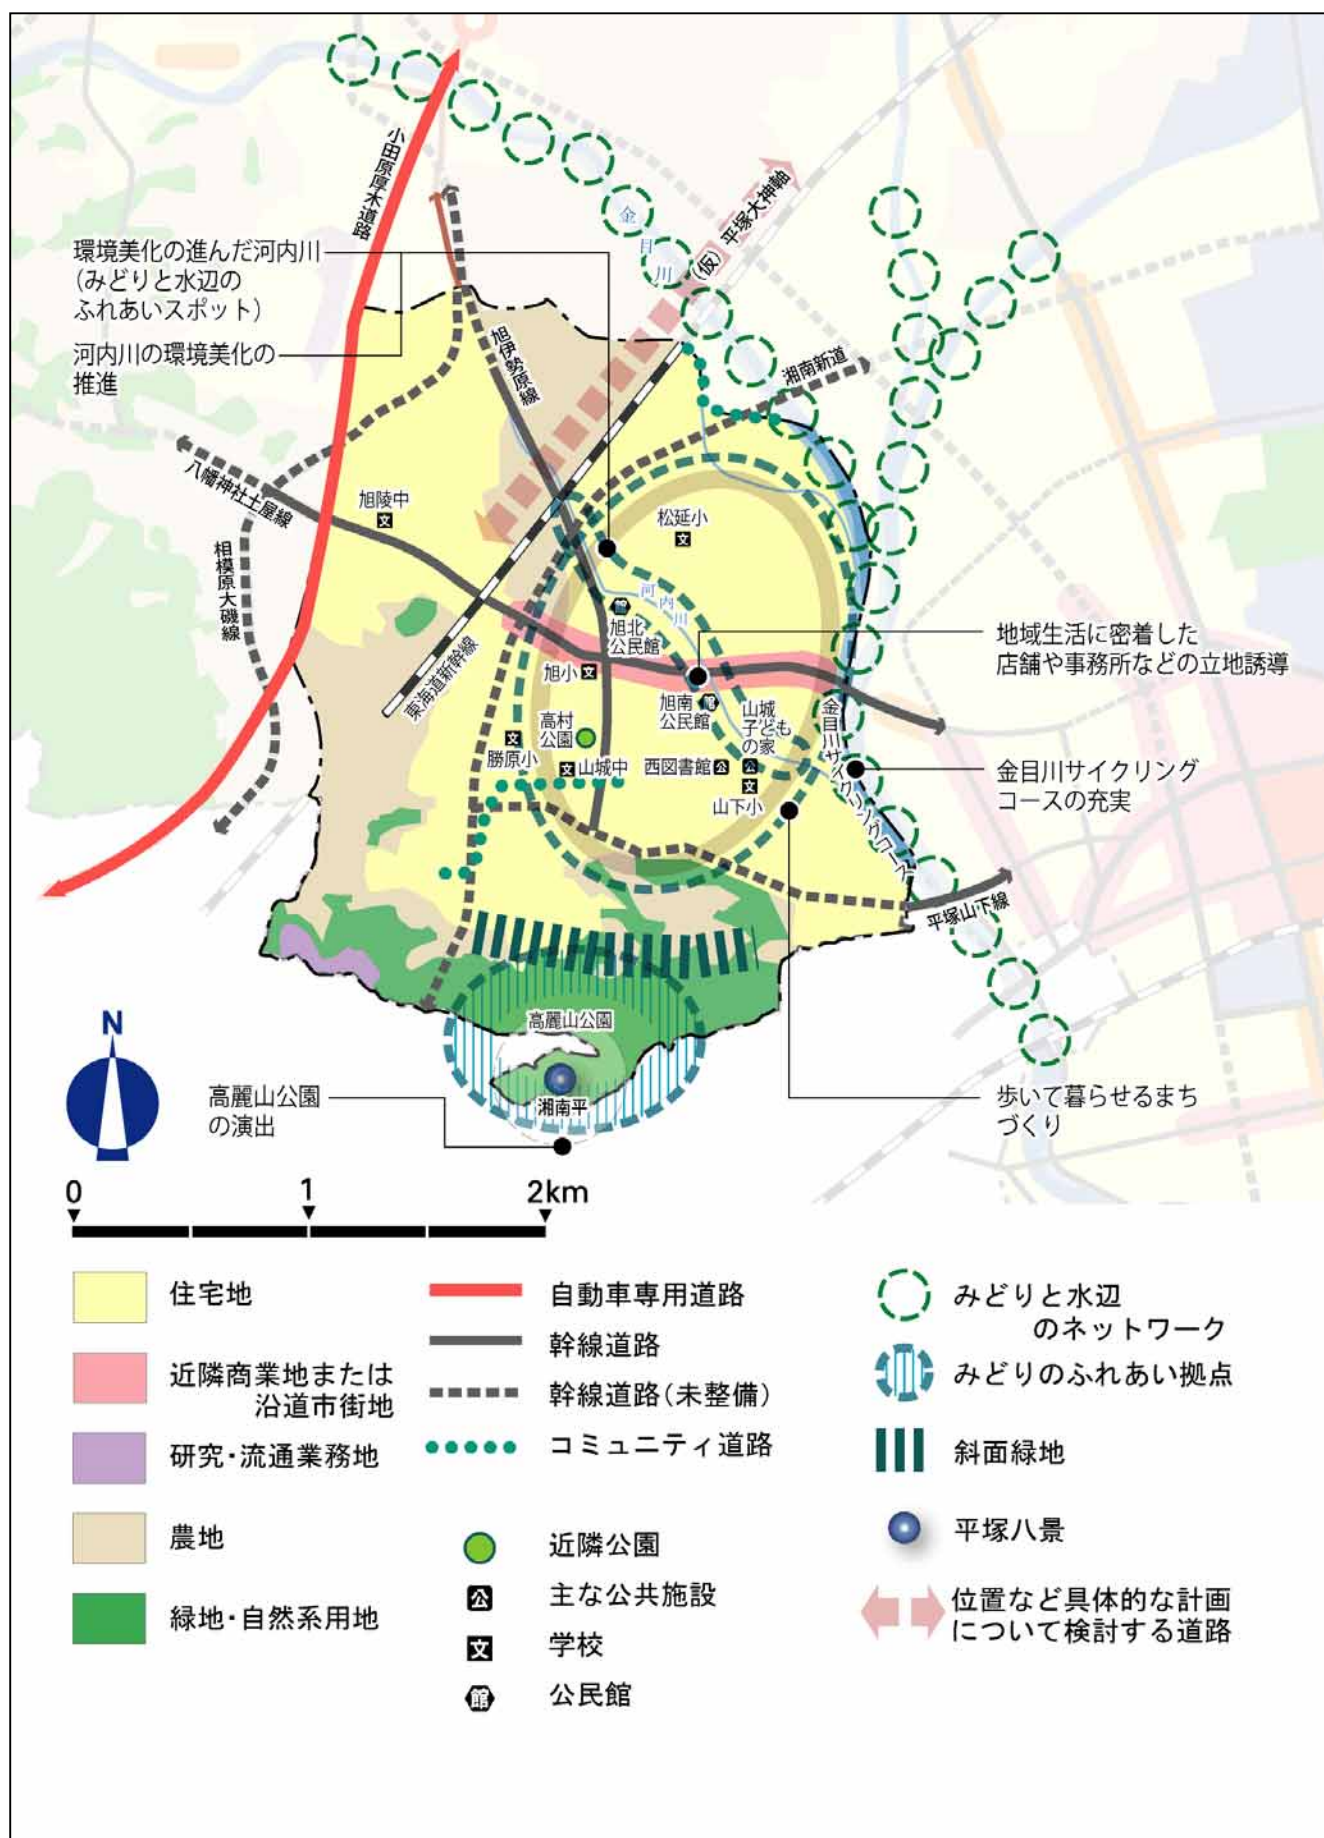 小田原厚木道路
金目川
(仮)平塚大神軸
環境美化の進んだ河内川
(みどりと水辺の
ふれあいスポット)
河内川の環境美化の
推進
旭伊勢原線
湘南新道
八幡神社土屋線
旭陵中
文
松延小
文
相模原大磯線
河内川
館
旭北
公民館
地域生活に密着した
店舗や事務所などの立地誘導
東海道新幹線
旭小
文
旭南
公民館
館
山城
子ども
の家
高村
公園
金目川サイクリングコース
文
勝原小
文
山城中
西図書館
公
公
文
山下小
金目川サイクリング
コースの充実
平塚山下線
高麗山公園
湘南平
N
高麗山公園
の演出
歩いて暮らせるまち
づくり
0
1
2km
住宅地
近隣商業地または
沿道市街地
研究・流通業務地
農地
緑地・自然系用地
自動車専用道路
幹線道路
幹線道路(未整備)
コミュニティ道路
近隣公園
公
主な公共施設
文
学校
館
公民館
みどりと水辺
のネットワーク
みどりのふれあい拠点
斜面緑地
平塚八景
位置など具体的な計画
について検討する道路